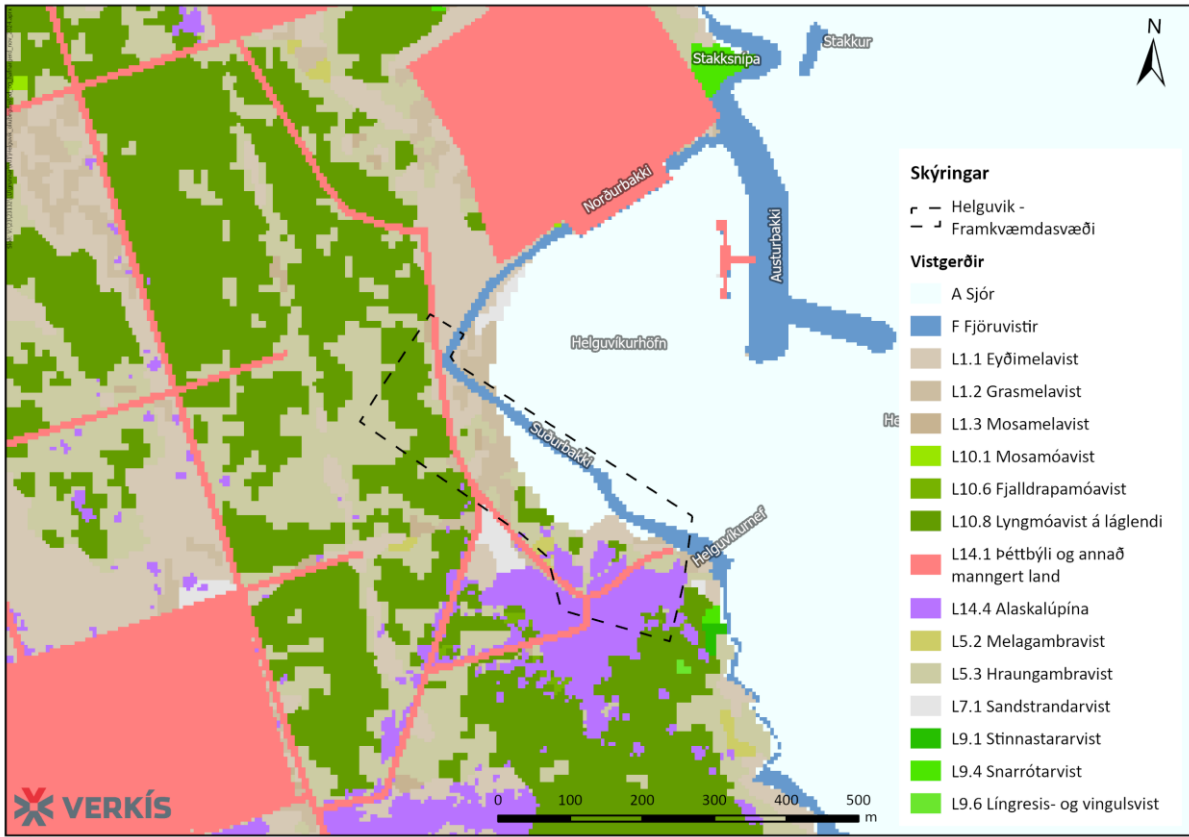 N
Stakkur
Stakksnípa
Norðurbakki
Austurbakki
Helguvíkurhöfn
Suðurbakki
Helguvíkurnef
He
Skýringar
Helguvik -
Framkvæmdasvæði
Vistgerðir
A Sjór
F Fjöruvistir
L1.1 Eyðimelavist
L1.2 Grasmelavist
L1.3 Mosamelavist
L10.1 Mosamóavist
L10.6 Fjalldrapamóavist
L10.8 Lyngmóavist á láglendi
L14.1 Þéttbýli og annað
manngert land
L14.4 Alaskalúpína
L5.2 Melagambravist
L5.3 Hraungambravist
L7.1 Sandstrandarvist
L9.1 Stinnastararvist
L9.4 Snarrótarvist
L9.6 Língresis- og vingulsvist
VERKÍS
0 100 200 300 400 500
m